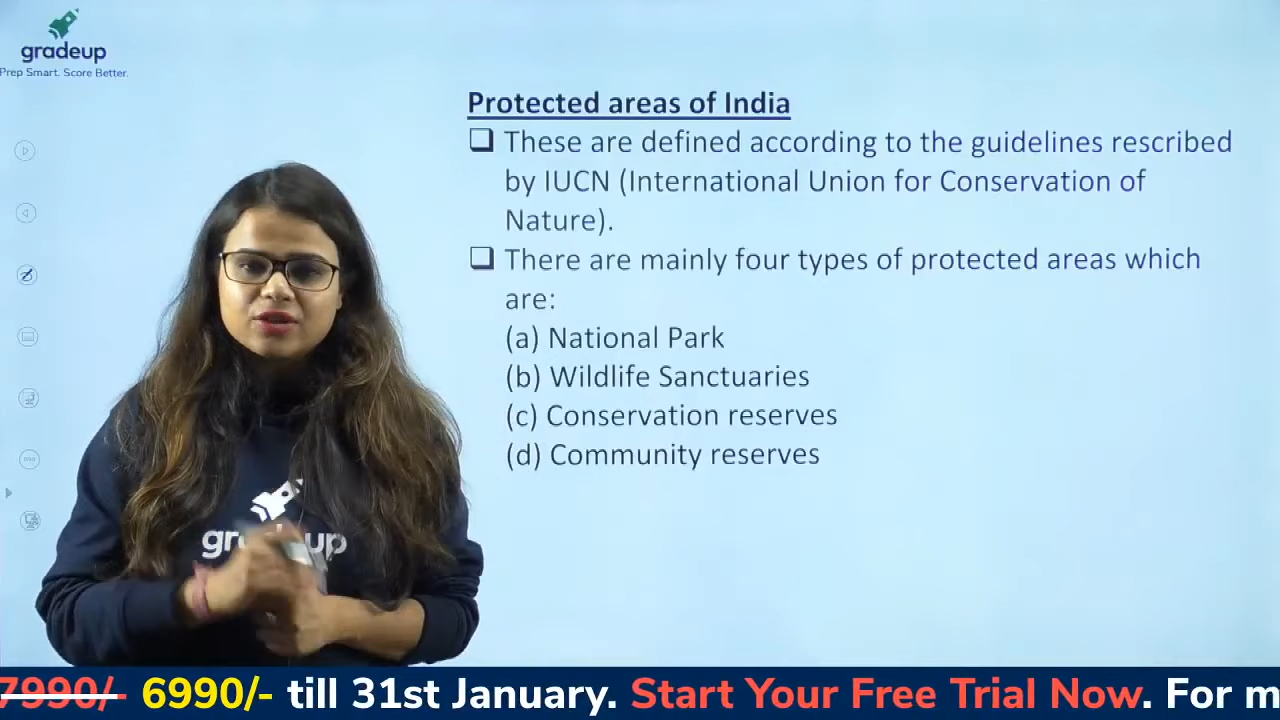 gradeup
Prep Smart. Score Better.
Protected areas of India
These are defined according to the guidelines rescribed
by IUCN (International Union for Conservation of
Nature).
There are mainly four types of protected areas which
are:
(a) National Park
(b) Wildlife Sanctuaries
(c) Conservation reserves
(d) Community reserves
7990/- 6990/- till 31st January. Start Your Free Trial Now. For m